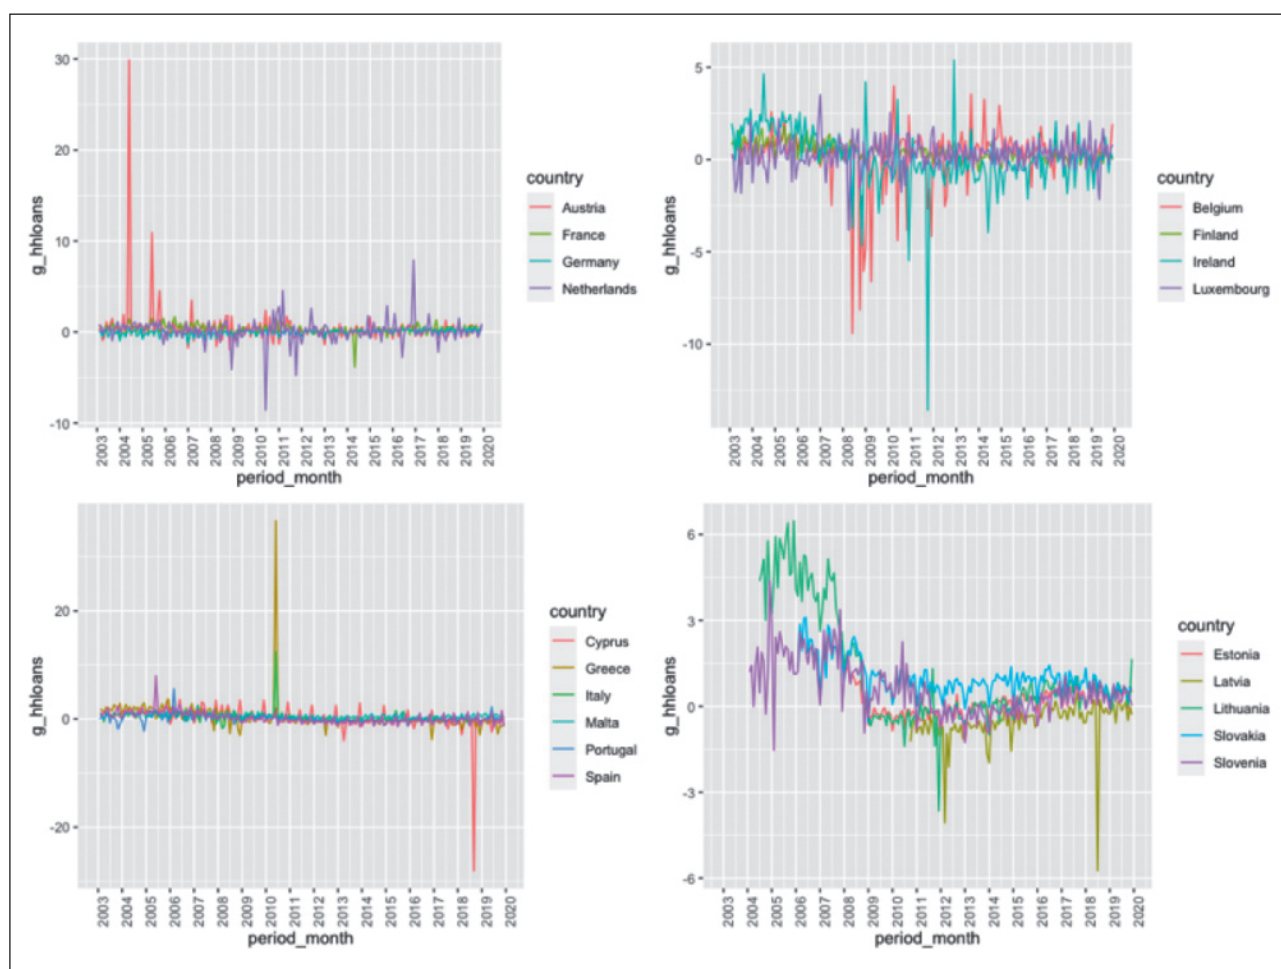 30
20
10
0
-10
g_hhloans
2003
2004
2005
2006
2007
2008
2009
2010
2011
2012
2013
2014
2015
2016
2017
2018
2019
2020
period_month
country
Austria
France
Germany
Netherlands
5
0
-5
-10
g_hhloans
2003
2004
2005
2006
2007
2008
2009
2010
2011
2012
2013
2014
2015
2016
2017
2018
2019
2020
period_month
country
Belgium
Finland
Ireland
Luxembourg
20
0
-20
g_hhloans
2003
2004
2005
2006
2007
2008
2009
2010
2011
2012
2013
2014
2015
2016
2017
2018
2019
2020
period_month
country
Cyprus
Greece
Italy
Malta
Portugal
Spain
6
3
0
-3
-6
g_hhloans
2003
2004
2005
2006
2007
2008
2009
2010
2011
2012
2013
2014
2015
2016
2017
2018
2019
2020
period_month
country
Estonia
Latvia
Lithuania
Slovakia
Slovenia